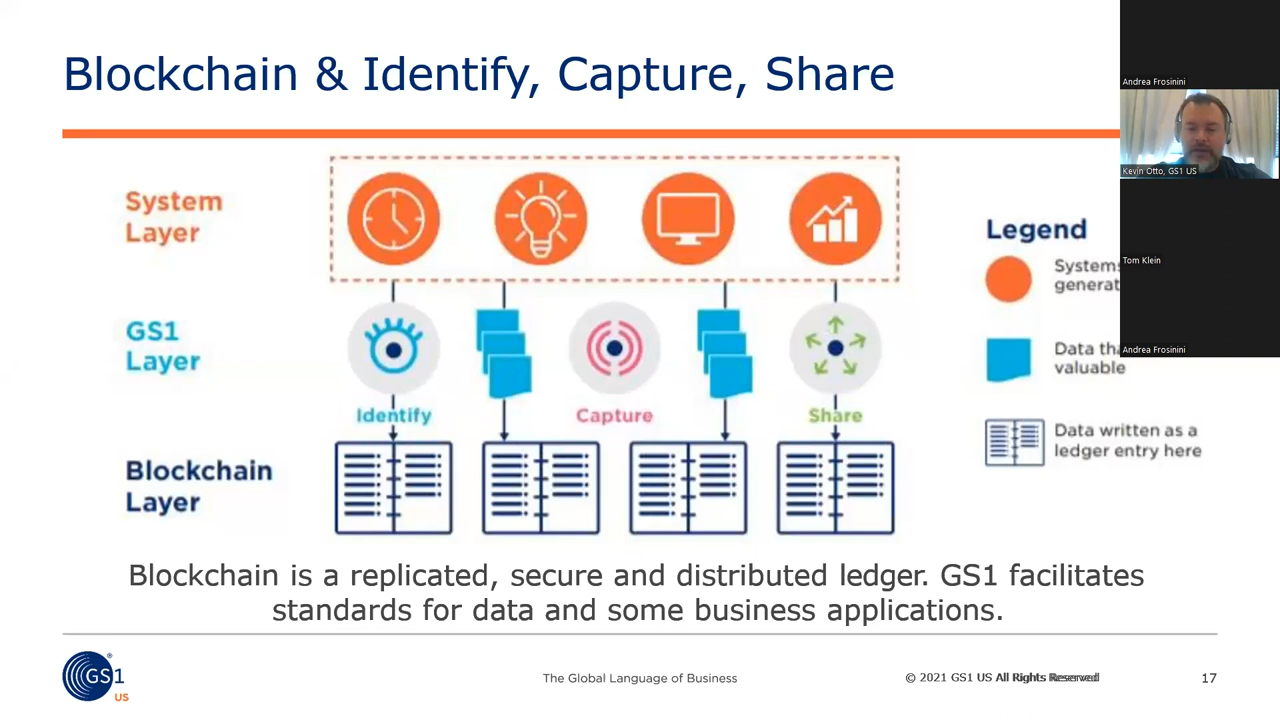 Blockchain & Identify, Capture, Share
Andrea Frosinini
Kevin Otto, GS1 US
Tom Klein
Andrea Frosinini
System
Layer
GS1
Layer
Identify
Capture
Share
Blockchain
Layer
Legend
Data written as a
ledger entry here
valuable
Blockchain is a replicated, secure and distributed ledger. GS1 facilitates
standards for data and some business applications.
GS1
US
The Global Language of Business
© 2021 GS1 US All Rights Reserved
17